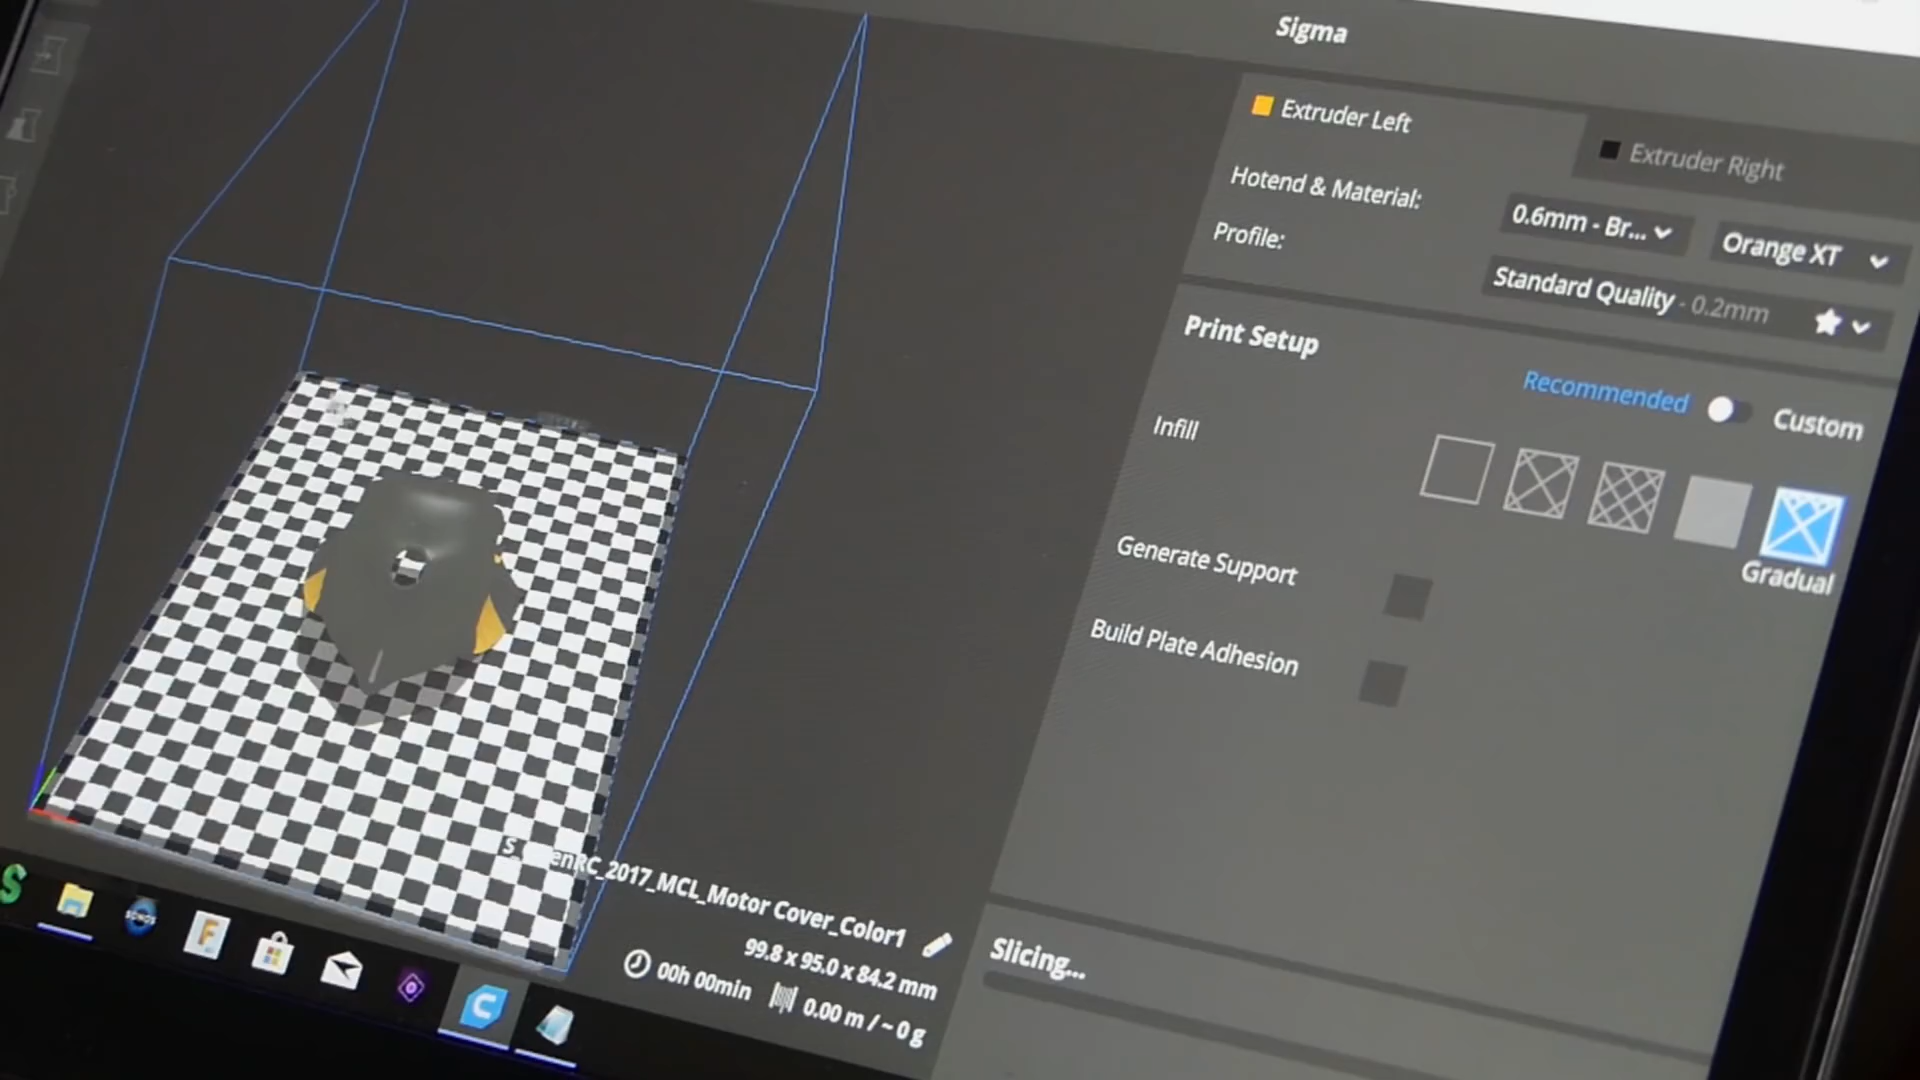 Sigma
Extruder Left
Extruder Right
Hotend & Material:
0.6mm - Br...
Orange XT
Profile:
Standard Quality - 0.2mm
Print Setup
Recommended
Custom
Infill
Gradual
Generate Support
Build Plate Adhesion
_2017_MCL_Motor Cover_Color1
99.8 x 95.0 x 84.2 mm
00h 00min
0.00 m / ~ 0 g
Slicing...
SONOS